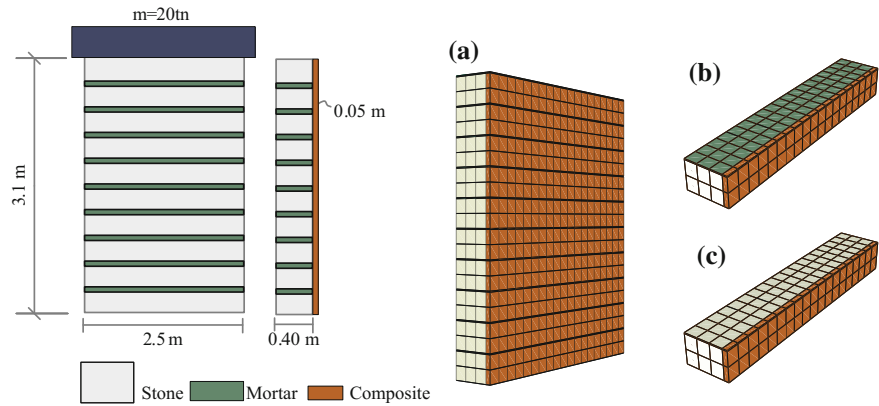 m=20tn
3.1 m
0.05 m
2.5 m
0.40 m
Stone
Mortar
Composite
(a)
(b)
(c)